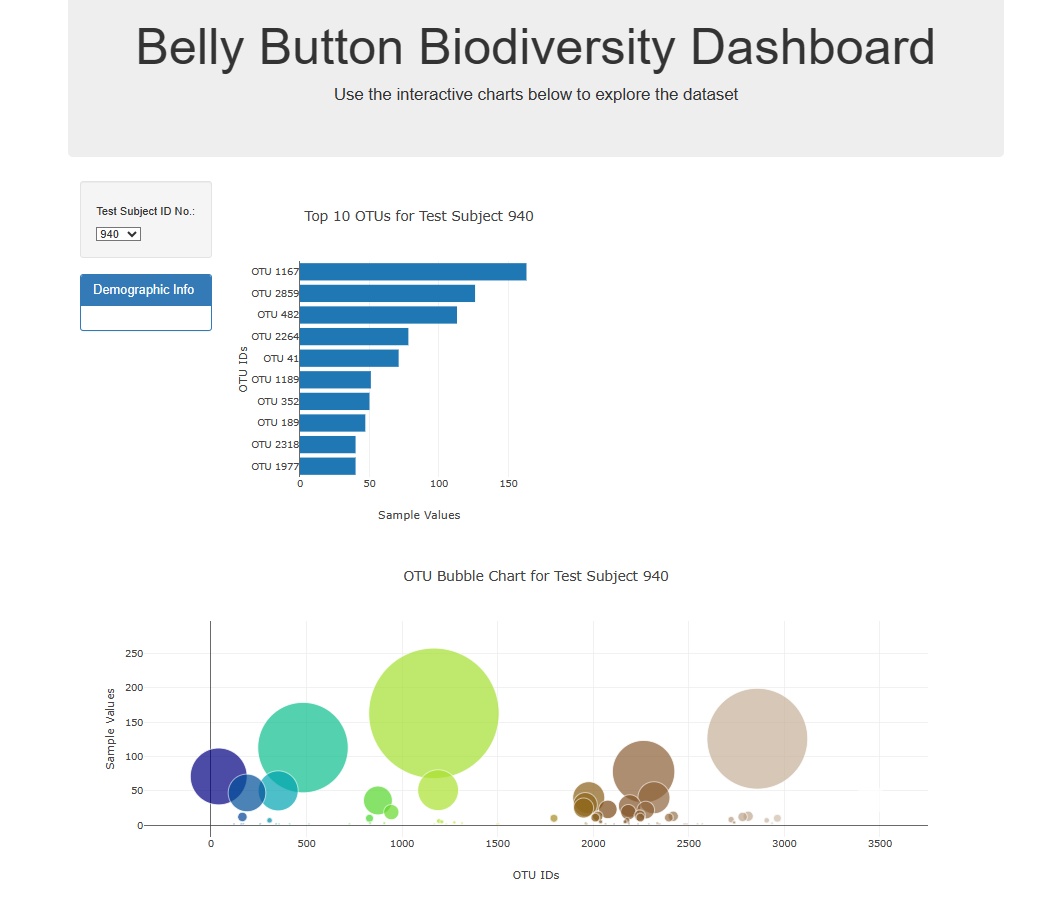 Belly Button Biodiversity Dashboard
Use the interactive charts below to explore the dataset
Test Subject ID No.:
940
Demographic Info
Top 10 OTUs for Test Subject 940
OTU IDs
OTU 1167
OTU 2859
OTU 482
OTU 2264
OTU 41
OTU 1189
OTU 352
OTU 189
OTU 2318
OTU 1977
0 50 100 150
Sample Values
OTU Bubble Chart for Test Subject 940
Sample Values
250
200
150
100
50
0
0 500 1000 1500 2000 2500 3000 3500
OTU IDs